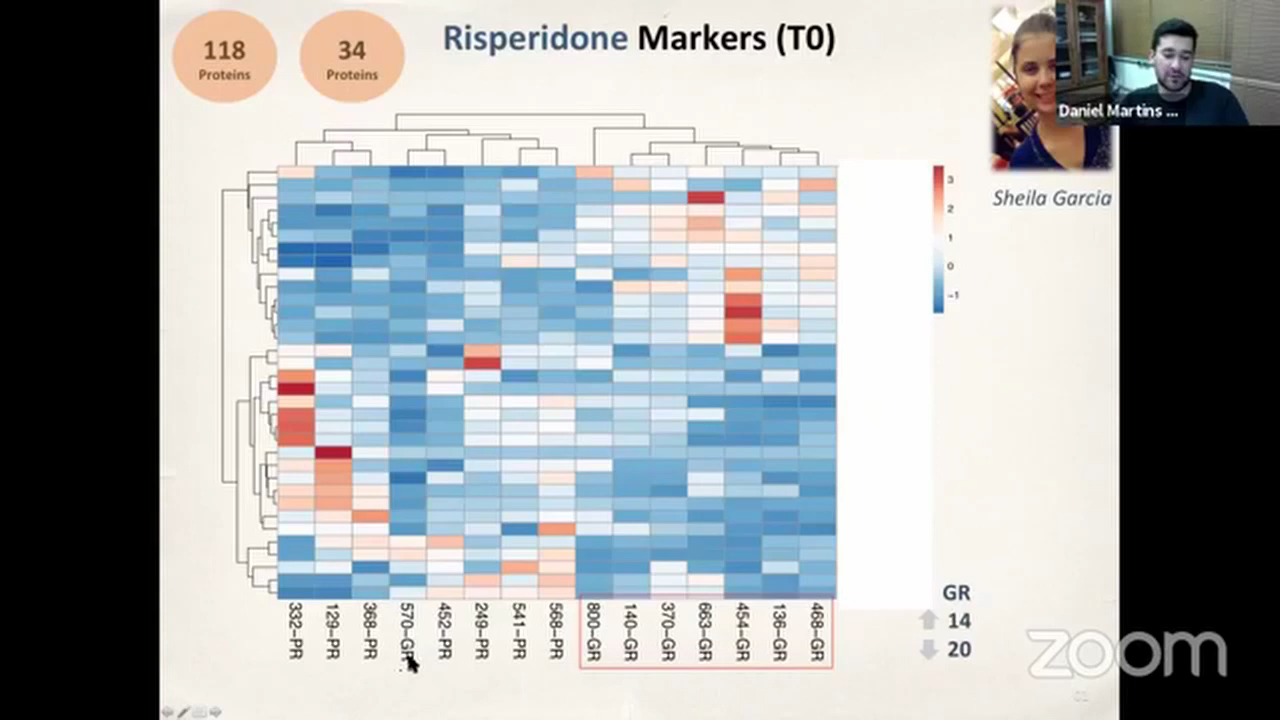 118
Proteins
34
Proteins
Risperidone Markers (T0)
Daniel Martins ...
Sheila Garcia
3
2
1
0
-1
332-PR
129-PR
368-PR
570-GR
452-PR
249-PR
541-PR
568-PR
800-GR
140-GR
370-GR
663-GR
454-GR
136-GR
468-GR
GR
14
20
zoom